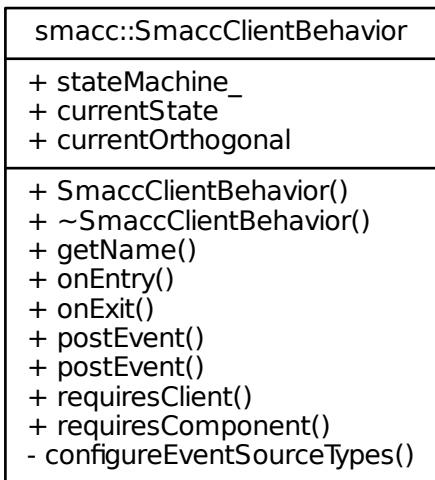 smacc::SmaccClientBehavior
+ stateMachine_
+ currentState
+ currentOrthogonal
+ SmaccClientBehavior()
+ ~SmaccClientBehavior()
+ getName()
+ onEntry()
+ onExit()
+ postEvent()
+ postEvent()
+ requiresClient()
+ requiresComponent()
- configureEventSourceTypes()